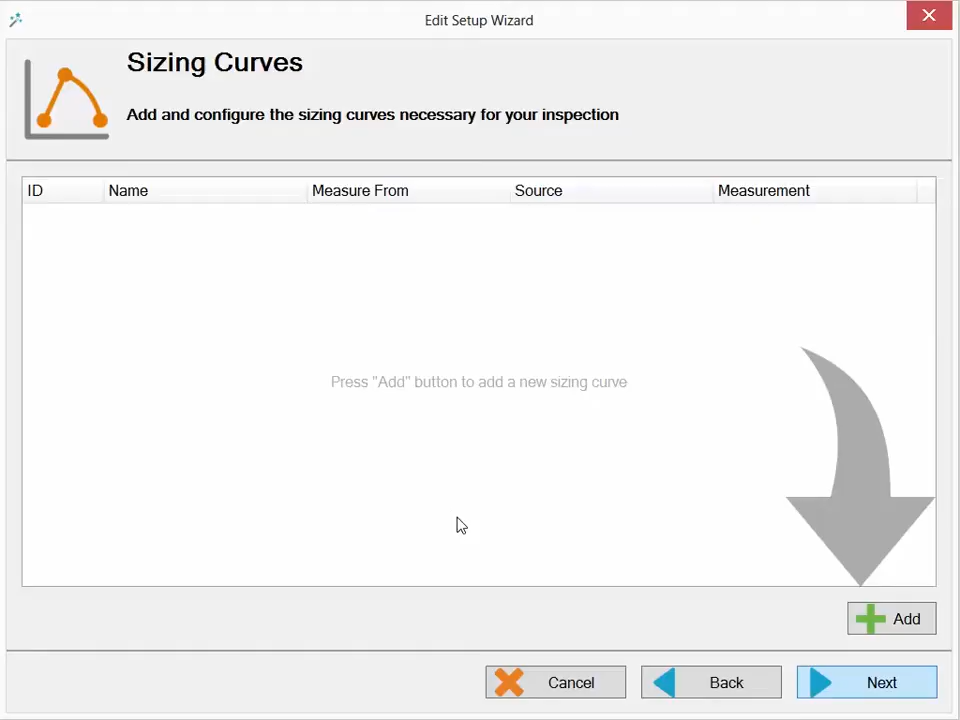 Edit Setup Wizard
Sizing Curves
Add and configure the sizing curves necessary for your inspection
ID Name Measure From Source Measurement
Press "Add" button to add a new sizing curve
Add
Cancel Back Next